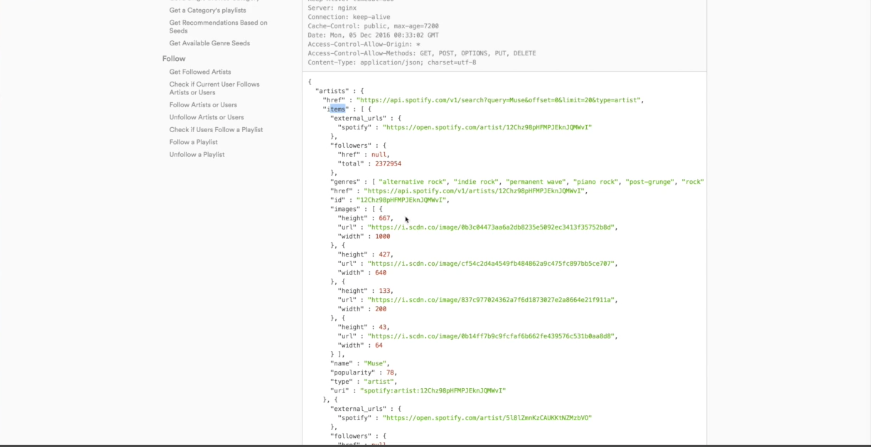 Get a Category's playlists
Get Recommendations Based on
Seeds
Get Available Genre Seeds
Follow
Get Followed Artists
Check if Current User Follows
Artists or Users
Follow Artists or Users
Unfollow Artists or Users
Check if Users Follow a Playlist
Follow a Playlist
Unfollow a Playlist
Server: nginx
Connection: keep-alive
Cache-Control: public, max-age=7200
Date: Mon, 05 Dec 2016 08:33:02 GMT
Access-Control-Allow-Origin: *
Access-Control-Allow-Methods: GET, POST, OPTIONS, PUT, DELETE
Content-Type: application/json; charset=utf-8
{
"artists" : {
"href" : "https://api.spotify.com/v1/search?query=Muse&offset=0&limit=20&type=artist",
"items" : [ {
"external_urls" : {
"spotify" : "https://open.spotify.com/artist/12Chz98pHFMPJEknJQMWvI"
},
"followers" : {
"href" : null,
"total" : 2372954
},
"genres" : [ "alternative rock", "indie rock", "permanent wave", "piano rock", "post-grunge", "rock"
"href" : "https://api.spotify.com/v1/artists/12Chz98pHFMPJEknJQMWvI",
"id" : "12Chz98pHFMPJEknJQMWvI",
"images" : [ {
"height" : 667,
"url" : "https://i.scdn.co/image/0b3c04473aa6a2db8235e5092ec3413f35752b8d",
"width" : 1000
}, {
"height" : 427,
"url" : "https://i.scdn.co/image/cf54c2d4a4549fb484862a9c475fc897bb5ce707",
"width" : 640
}, {
"height" : 133,
"url" : "https://i.scdn.co/image/837c977024362a7f6d1873027e2a8664e21f911a",
"width" : 200
}, {
"height" : 43,
"url" : "https://i.scdn.co/image/0b14ff7b9c9fcfaf6b662fe439576c531b0aa8d8",
"width" : 64
} ],
"name" : "Muse",
"popularity" : 78,
"type" : "artist",
"uri" : "spotify:artist:12Chz98pHFMPJEknJQMWvI"
}, {
"external_urls" : {
"spotify" : "https://open.spotify.com/artist/5l8lZmnKzCAUKKtNZMzbVD"
},
"followers" : {